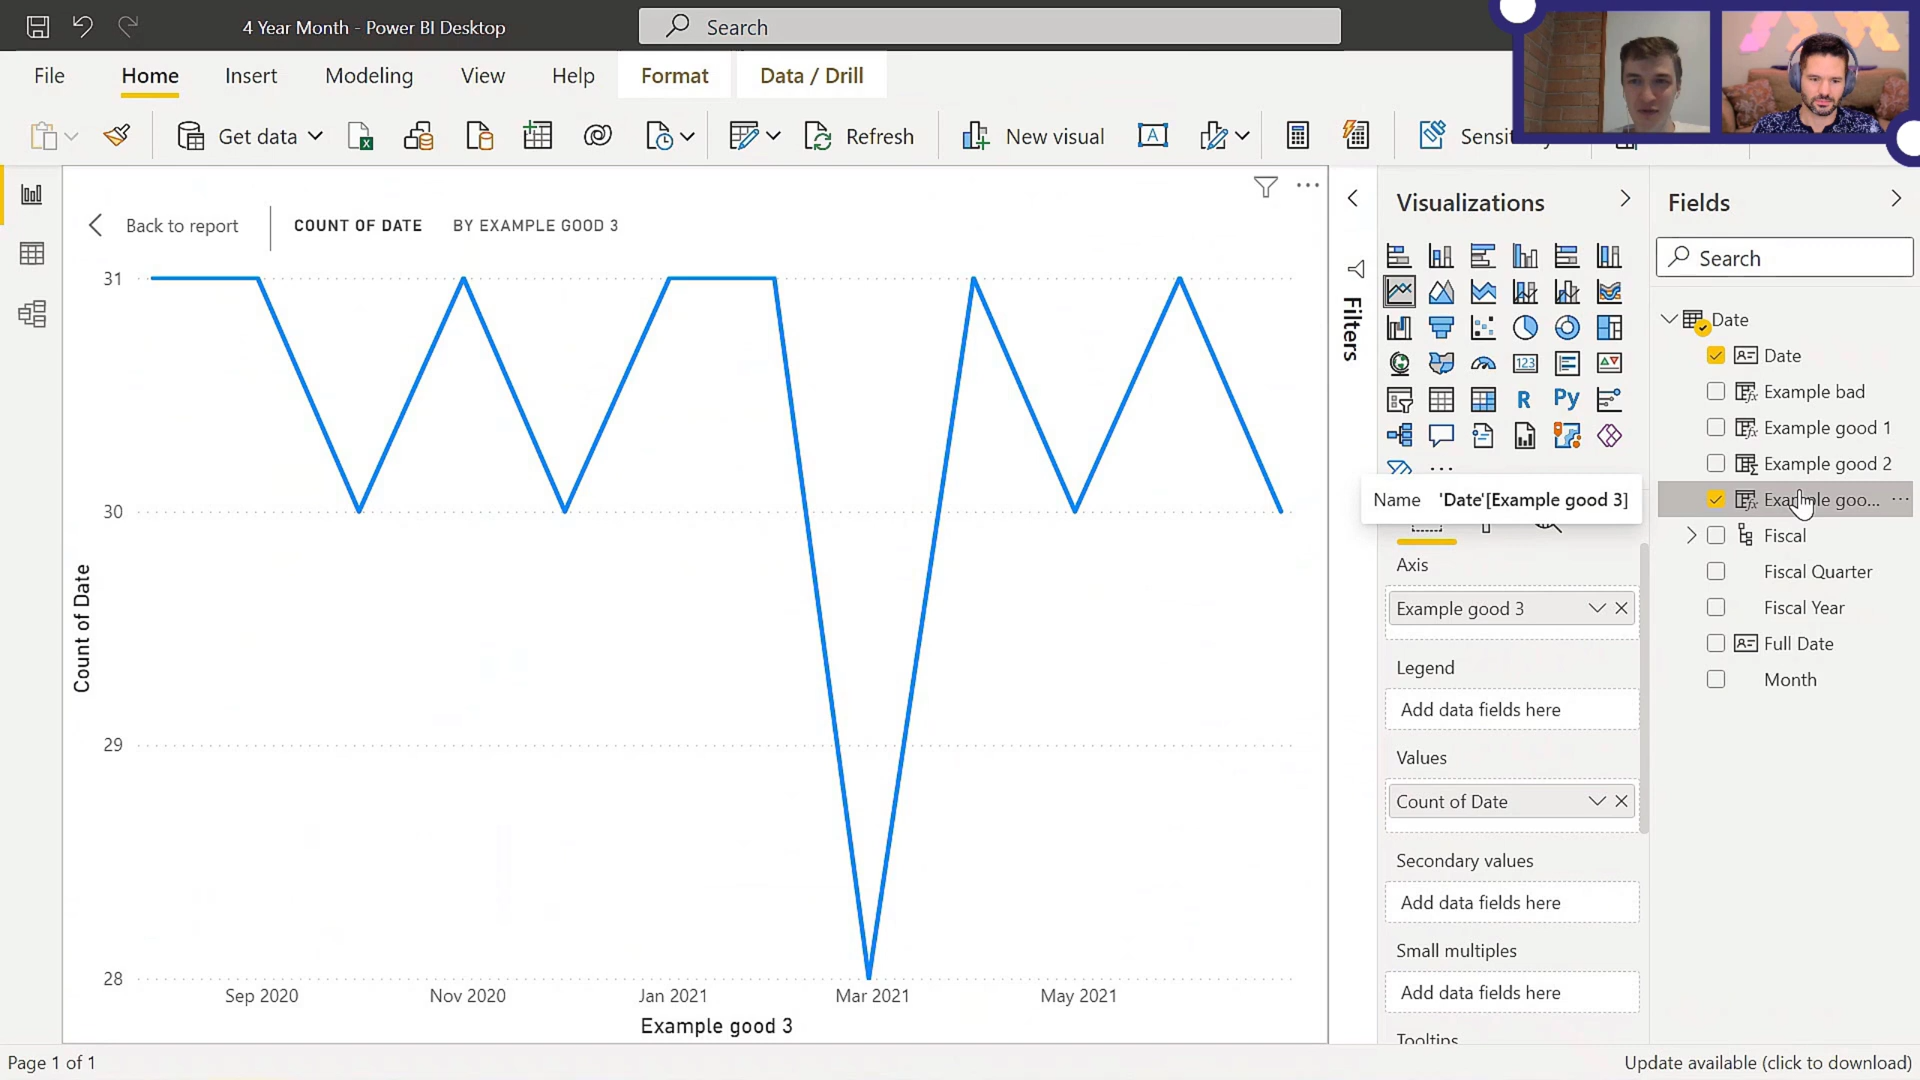 4 Year Month - Power BI Desktop
Search
File
Home
Insert
Modeling
View
Help
Format
Data / Drill
Get data
Refresh
New visual
A
Back to report
COUNT OF DATE
BY EXAMPLE GOOD 3
31
30
29
28
Count of Date
Sep 2020
Nov 2020
Jan 2021
Mar 2021
May 2021
Example good 3
Filters
Visualizations
123
R
Py
Name 'Date'[Example good 3]
Axis
Example good 3
Legend
Add data fields here
Values
Count of Date
Secondary values
Add data fields here
Small multiples
Add data fields here
Tooltips
Fields
Search
Date
Date
Example bad
Example good 1
Example good 2
Example goo...
Fiscal
Fiscal Quarter
Fiscal Year
Full Date
Month
Page 1 of 1
Update available (click to download)